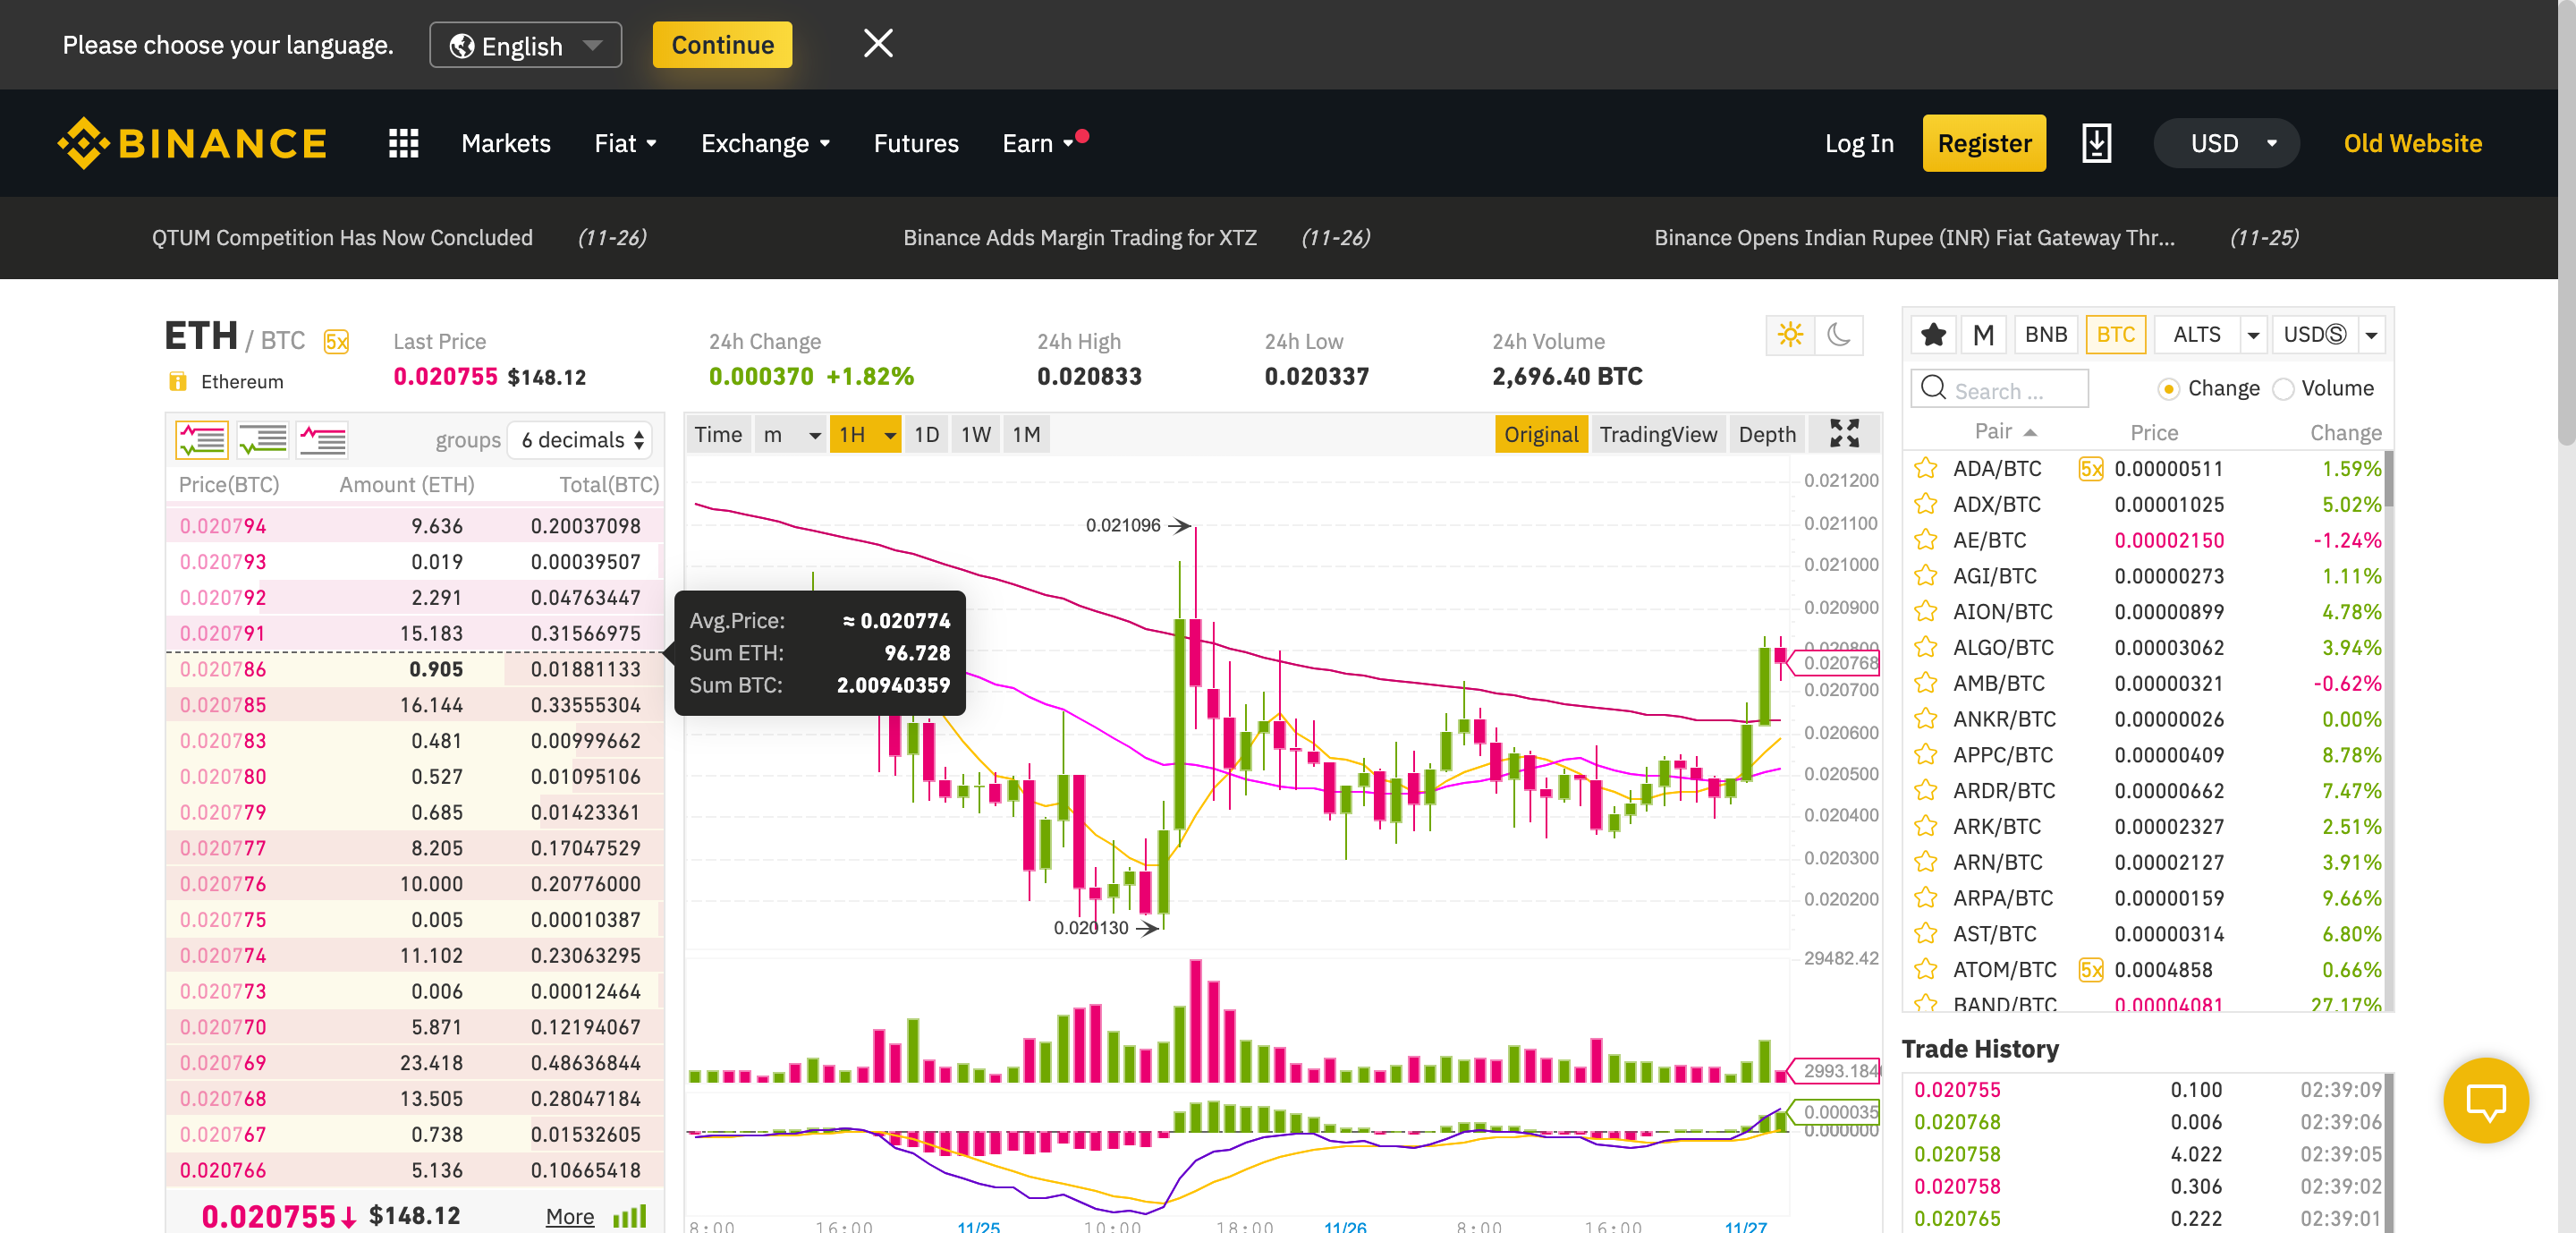 Please choose your language. English Continue
BINANCE Markets Fiat Exchange Futures Earn Log In Register USD Old Website
QTUM Competition Has Now Concluded (11-26) Binance Adds Margin Trading for XTZ (11-26) Binance Opens Indian Rupee (INR) Fiat Gateway Thr... (11-25)
ETH / BTC 5x
Ethereum
Last Price
0.020755 $148.12
24h Change
0.000370 +1.82%
24h High
0.020833
24h Low
0.020337
24h Volume
2,696.40 BTC
groups 6 decimals
Price(BTC) Amount (ETH) Total(BTC)
0.020794 9.636 0.20037098
0.020793 0.019 0.00039507
0.020792 2.291 0.04763447
0.020791 15.183 0.31566975
0.020786 0.905 0.01881133
0.020785 16.144 0.33555304
0.020783 0.481 0.00999662
0.020780 0.527 0.01095106
0.020779 0.685 0.01423361
0.020777 8.205 0.17047529
0.020776 10.000 0.20776000
0.020775 0.005 0.00010387
0.020774 11.102 0.23063295
0.020773 0.006 0.00012464
0.020770 5.871 0.12194067
0.020769 23.418 0.48636844
0.020768 13.505 0.28047184
0.020767 0.738 0.01532605
0.020766 5.136 0.10665418
0.020755↓ $148.12 More
Avg.Price: ≈ 0.020774
Sum ETH: 96.728
Sum BTC: 2.00940359
Time m 1H 1D 1W 1M Original TradingView Depth
0.021096
0.020130
0.021200
0.021100
0.021000
0.020900
0.020800
0.020768
0.020700
0.020600
0.020500
0.020400
0.020300
0.020200
29482.42
2993.184
0.000035
0.000000
8:00 16:00 11/25 10:00 18:00 11/26 8:00 16:00 11/27
M BNB BTC ALTS USDⓈ
Search ... Change Volume
Pair Price Change
ADA/BTC 5x 0.00000511 1.59%
ADX/BTC 0.00001025 5.02%
AE/BTC 0.00002150 -1.24%
AGI/BTC 0.00000273 1.11%
AION/BTC 0.00000899 4.78%
ALGO/BTC 0.00003062 3.94%
AMB/BTC 0.00000321 -0.62%
ANKR/BTC 0.00000026 0.00%
APPC/BTC 0.00000409 8.78%
ARDR/BTC 0.00000662 7.47%
ARK/BTC 0.00002327 2.51%
ARN/BTC 0.00002127 3.91%
ARPA/BTC 0.00000159 9.66%
AST/BTC 0.00000314 6.80%
ATOM/BTC 5x 0.0004858 0.66%
BAND/BTC 0.00004081 27.17%
Trade History
0.020755 0.100 02:39:09
0.020768 0.006 02:39:06
0.020758 4.022 02:39:05
0.020758 0.306 02:39:02
0.020765 0.222 02:39:01